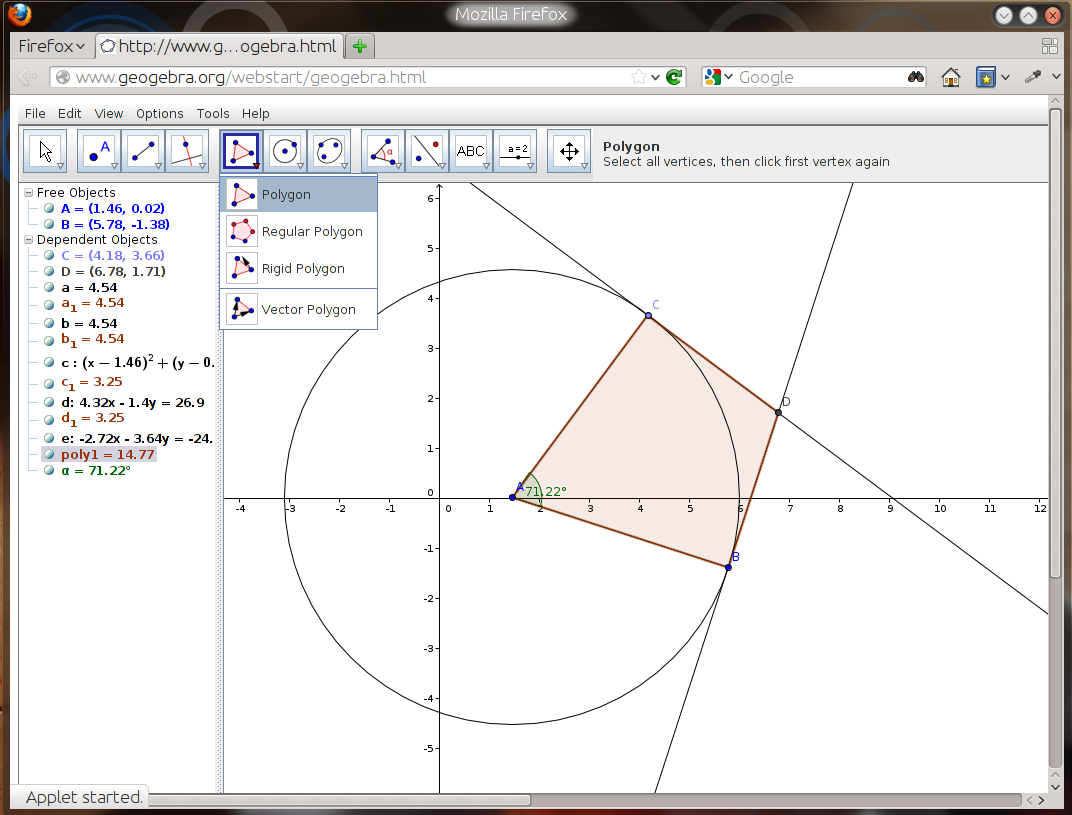 Mozilla Firefox
Firefox
http://www.g...ogebra.html
www.geogebra.org/webstart/geogebra.html
Google
File Edit View Options Tools Help
A
α
ABC
a=2
Polygon
Select all vertices, then click first vertex again
Polygon
Regular Polygon
Rigid Polygon
Vector Polygon
Free Objects
A = (1.46, 0.02)
B = (5.78, -1.38)
Dependent Objects
C = (4.18, 3.66)
D = (6.78, 1.71)
a = 4.54
a₁ = 4.54
b = 4.54
b₁ = 4.54
c : (x − 1.46)² + (y − 0.
c₁ = 3.25
d: 4.32x - 1.4y = 26.9
d₁ = 3.25
e: -2.72x - 3.64y = -24.
poly1 = 14.77
α = 71.22°
6
5
4
3
2
1
0
-1
-2
-3
-4
-5
-4 -3 -2 -1 0 1 2 3 4 5 6 7 8 9 10 11 12
C
D
A
71.22°
B
Applet started.